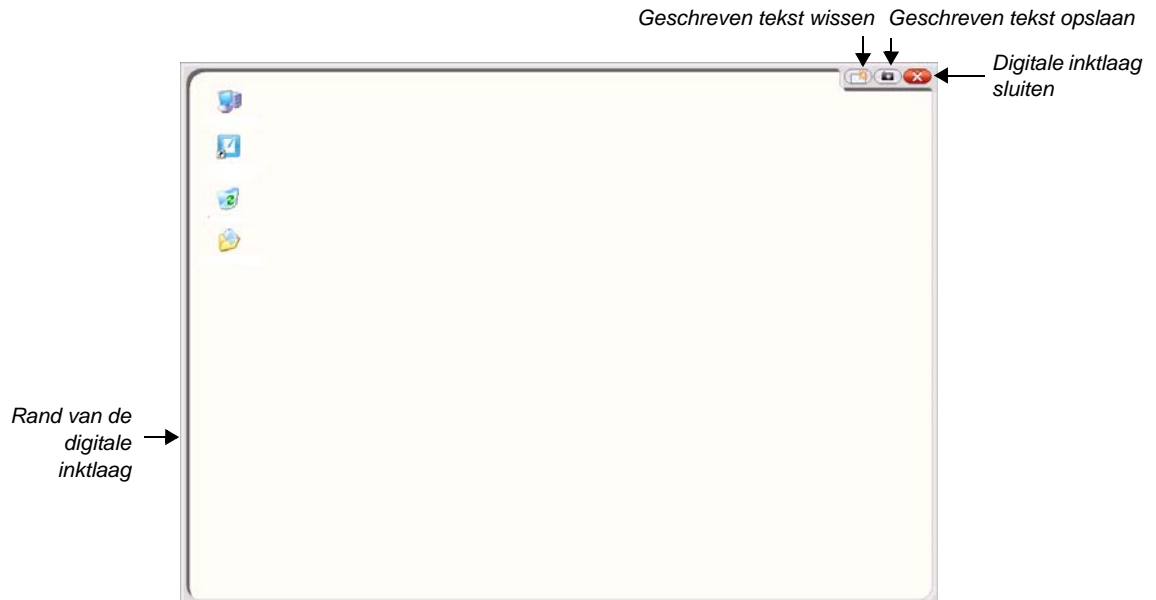 Geschreven tekst wissen
Geschreven tekst opslaan
Digitale inktlaag
sluiten
Rand van de
digitale
inktlaag